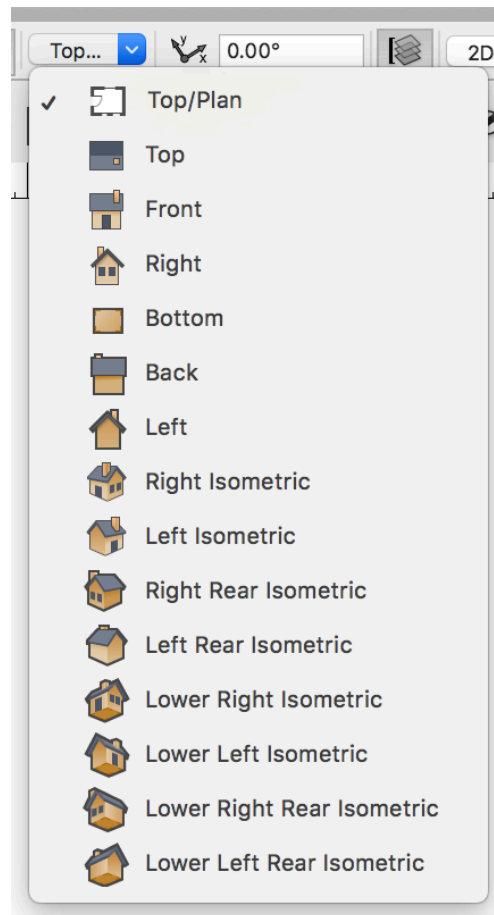 Top... 0.00° 2D
Top/Plan
Top
Front
Right
Bottom
Back
Left
Right Isometric
Left Isometric
Right Rear Isometric
Left Rear Isometric
Lower Right Isometric
Lower Left Isometric
Lower Right Rear Isometric
Lower Left Rear Isometric